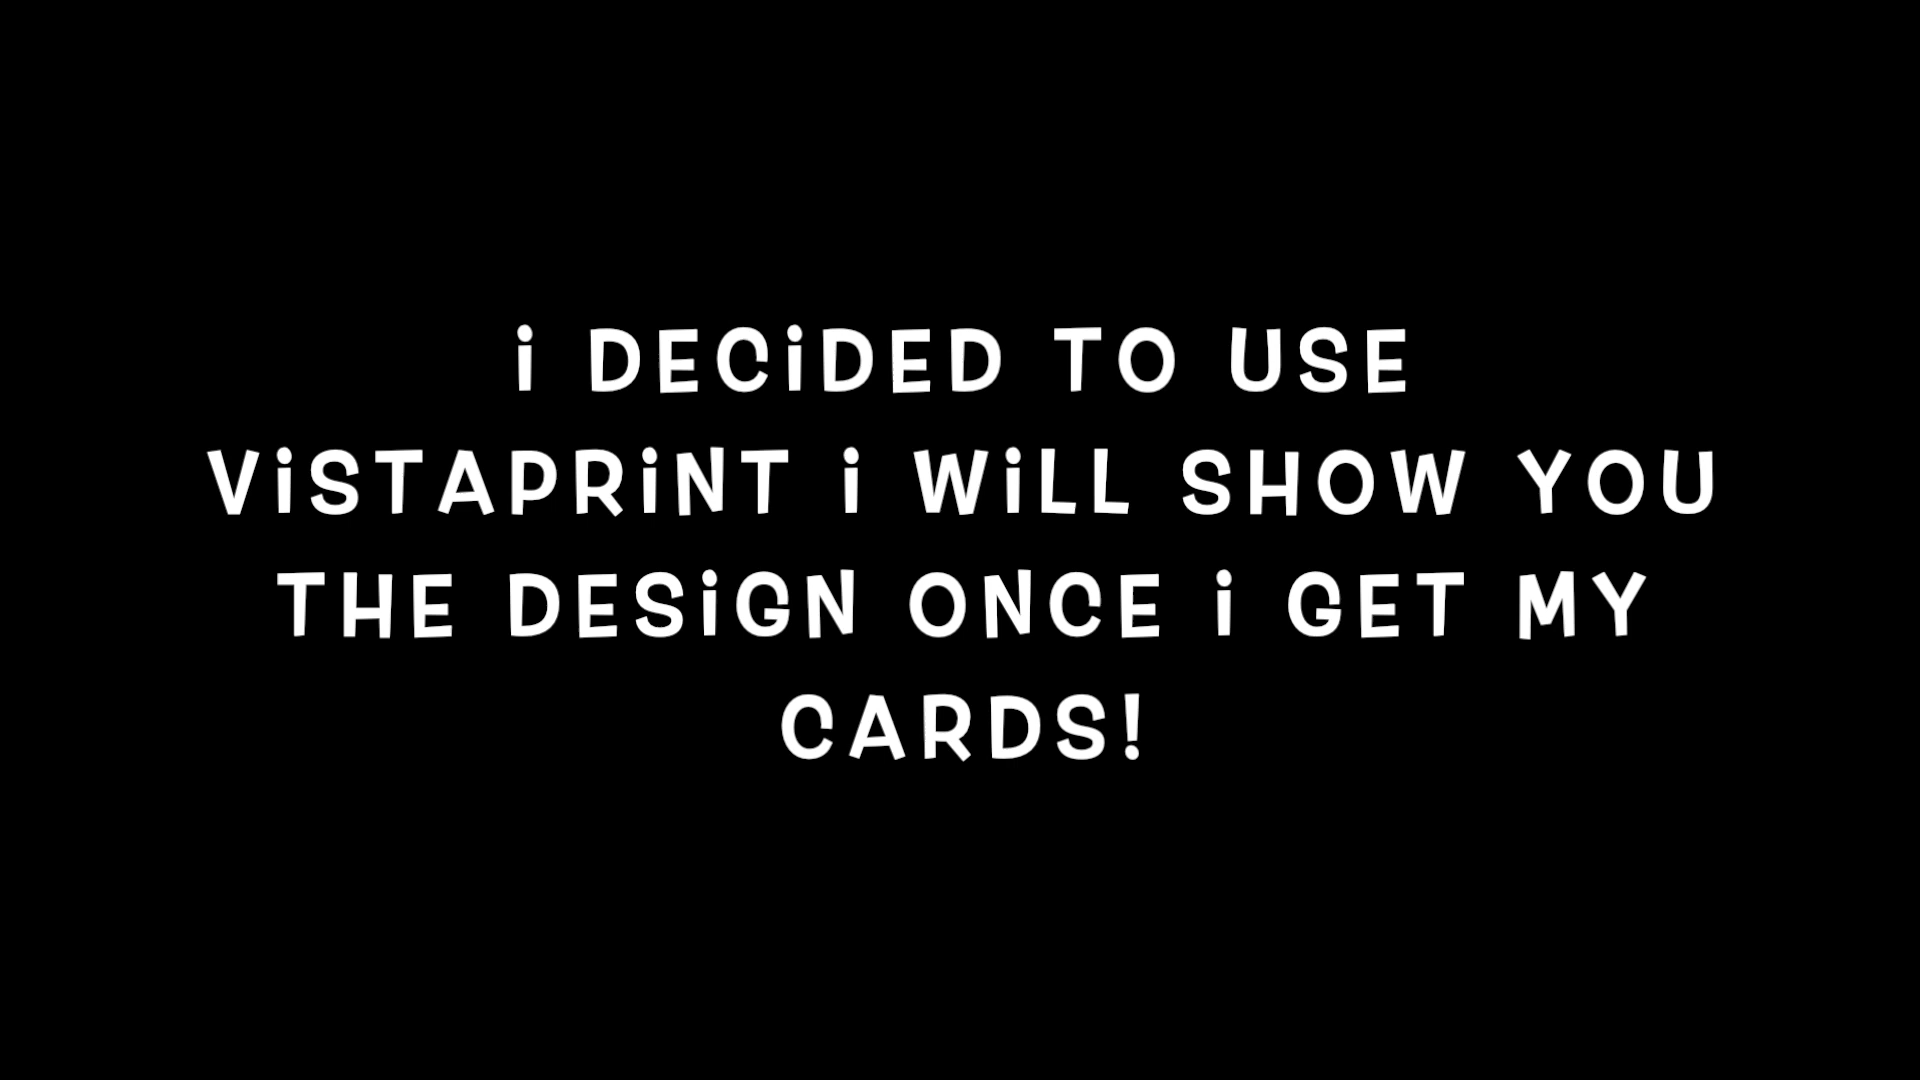 i DECiDED TO USE
ViSTAPRiNT i WiLL SHOW YOU
THE DESiGN ONCE i GET MY
CARDS!